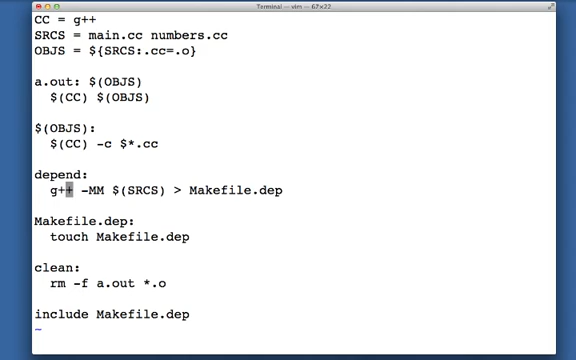 Terminal — vim — 67×22
CC = g++
SRCS = main.cc numbers.cc
OBJS = ${SRCS:.cc=.o}
a.out: $(OBJS)
$(CC) $(OBJS)
$(OBJS):
$(CC) -c $*.cc
depend:
g++ -MM $(SRCS) > Makefile.dep
Makefile.dep:
touch Makefile.dep
clean:
rm -f a.out *.o
include Makefile.dep
~